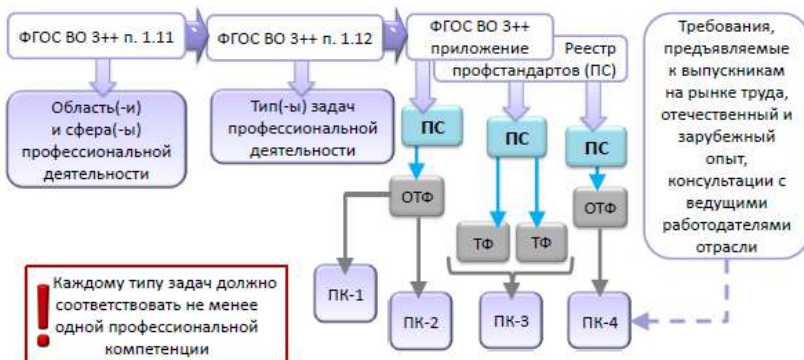 ФГОС ВО 3++ п. 1.11
ФГОС ВО 3++ п. 1.12
ФГОС ВО 3++
приложение
Реестр
профстандартов (ПС)
Требования,
предъявляемые
к выпускникам
на рынке труда,
отечественный
и зарубежный
опыт,
консультации с
ведущими
работодателями
отрасли
Область(-и)
и сфера(-ы)
профессиональной
деятельности
Тип(-ы) задач
профессиональной
деятельности
ПС
ПС
ПС
ОТФ
ТФ
ТФ
ОТФ
ПК-1
ПК-2
ПК-3
ПК-4
!
Каждому типу задач должно
соответствовать не менее
одной профессиональной
компетенции